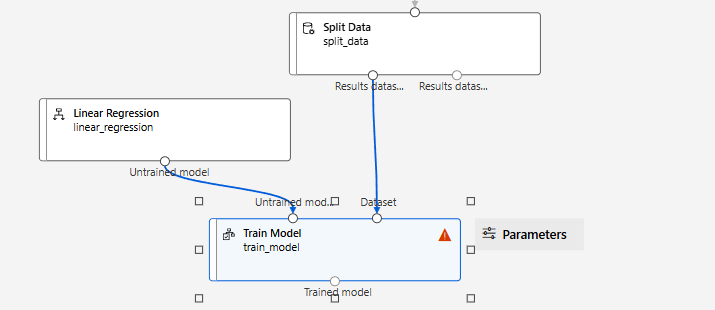 Split Data
split_data
Results datas...
Results datas...
Linear Regression
linear_regression
Untrained model
Untrained mod...
Dataset
Train Model
train_model
Parameters
Trained model